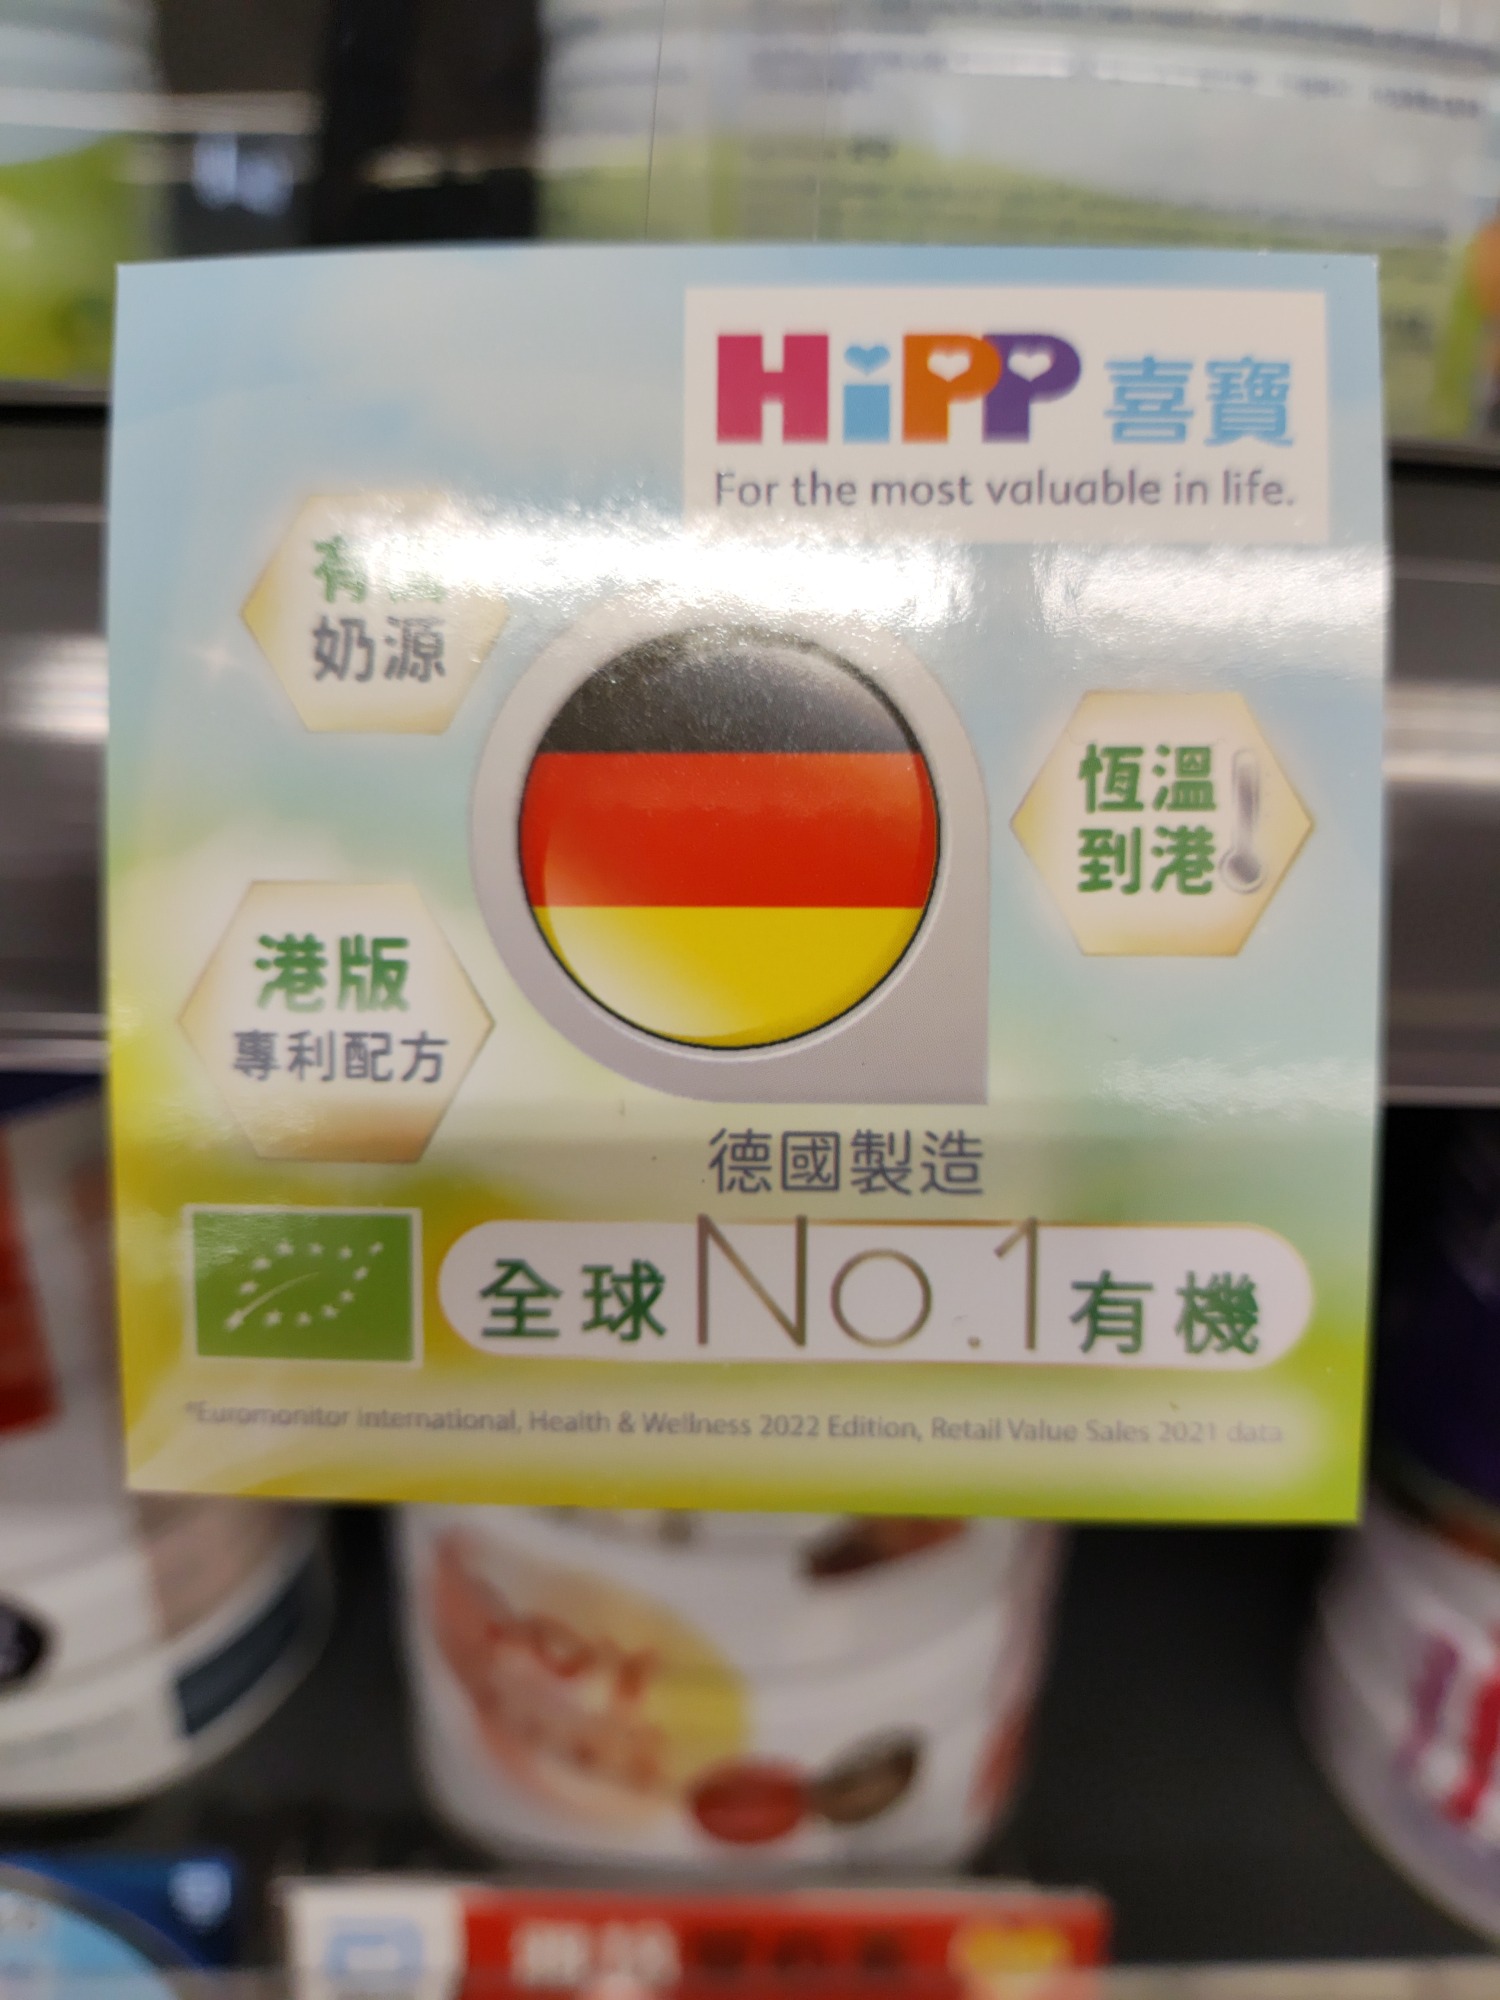 HiPP 喜寶
For the most valuable in life.
奶源
恆溫
到港
港版
專利配方
德國製造
全球No.1有機
*Euromonitor International, Health & Wellness 2022 Edition, Retail Value Sales 2021 data